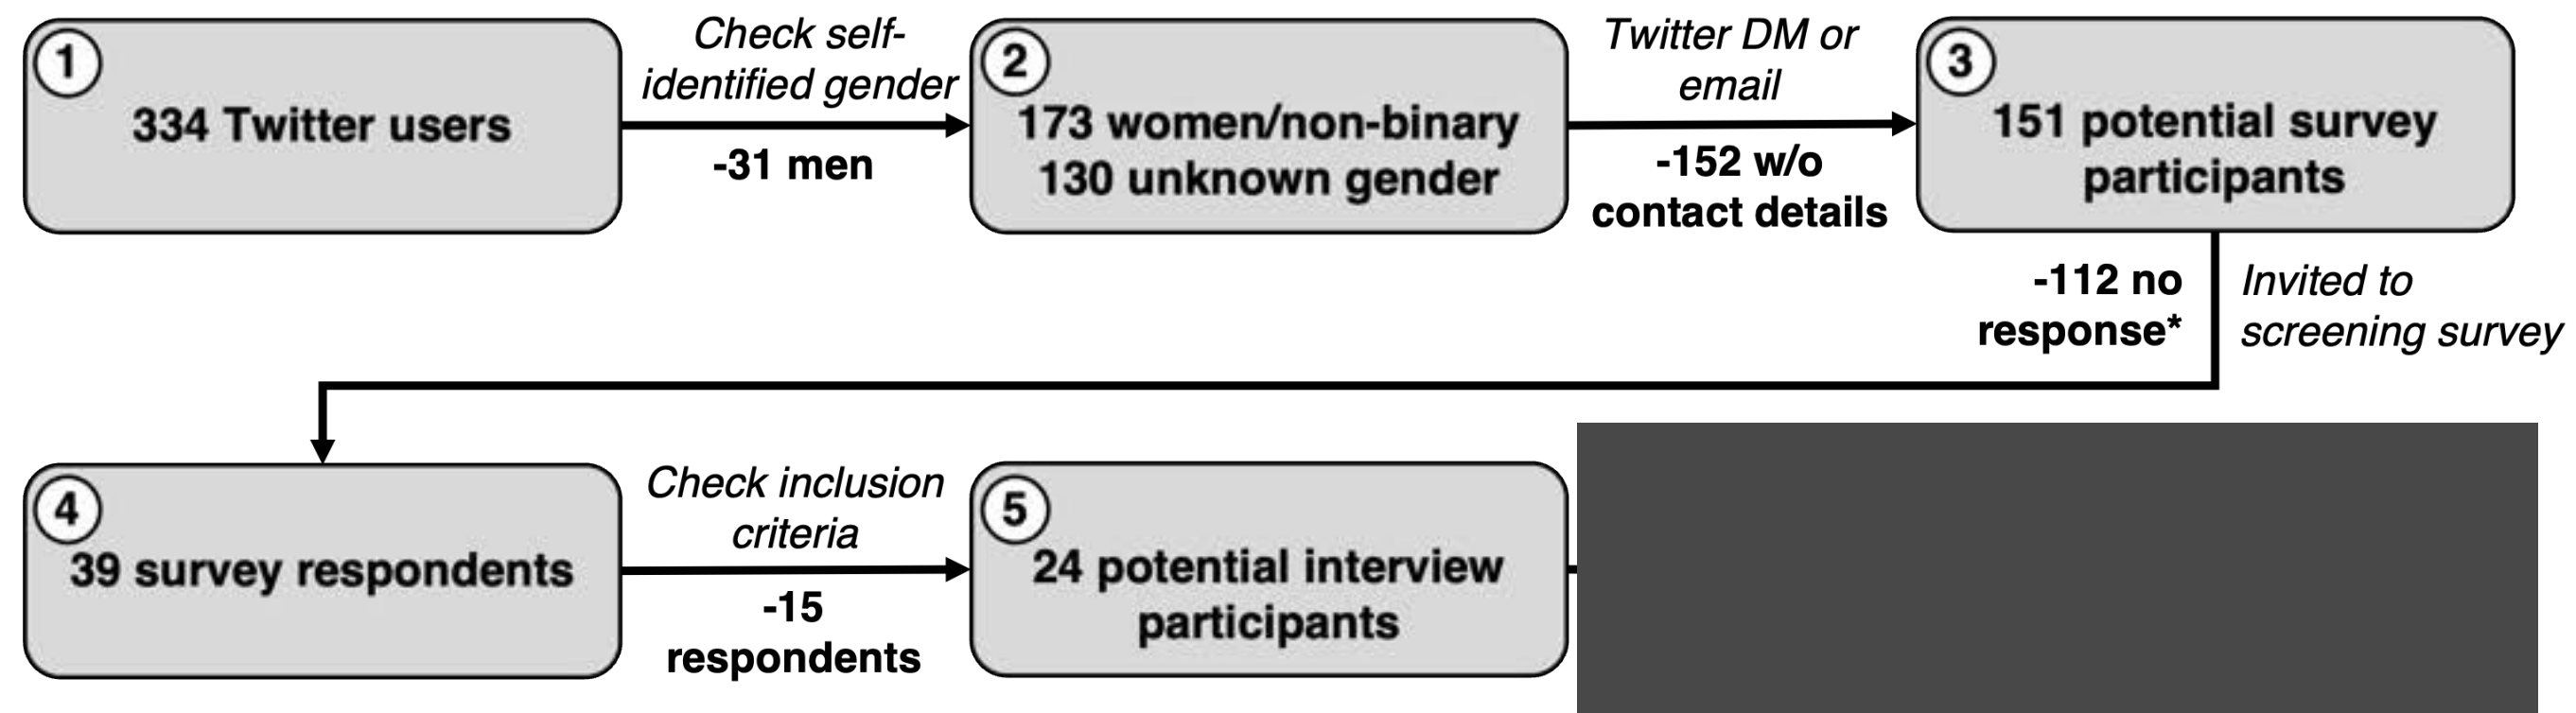 1
334 Twitter users
Check self-
identified gender
-31 men
2
173 women/non-binary
130 unknown gender
Twitter DM or
email
-152 w/o
contact details
3
151 potential survey
participants
-112 no
response*
Invited to
screening survey
4
39 survey respondents
Check inclusion
criteria
-15
respondents
5
24 potential interview
participants